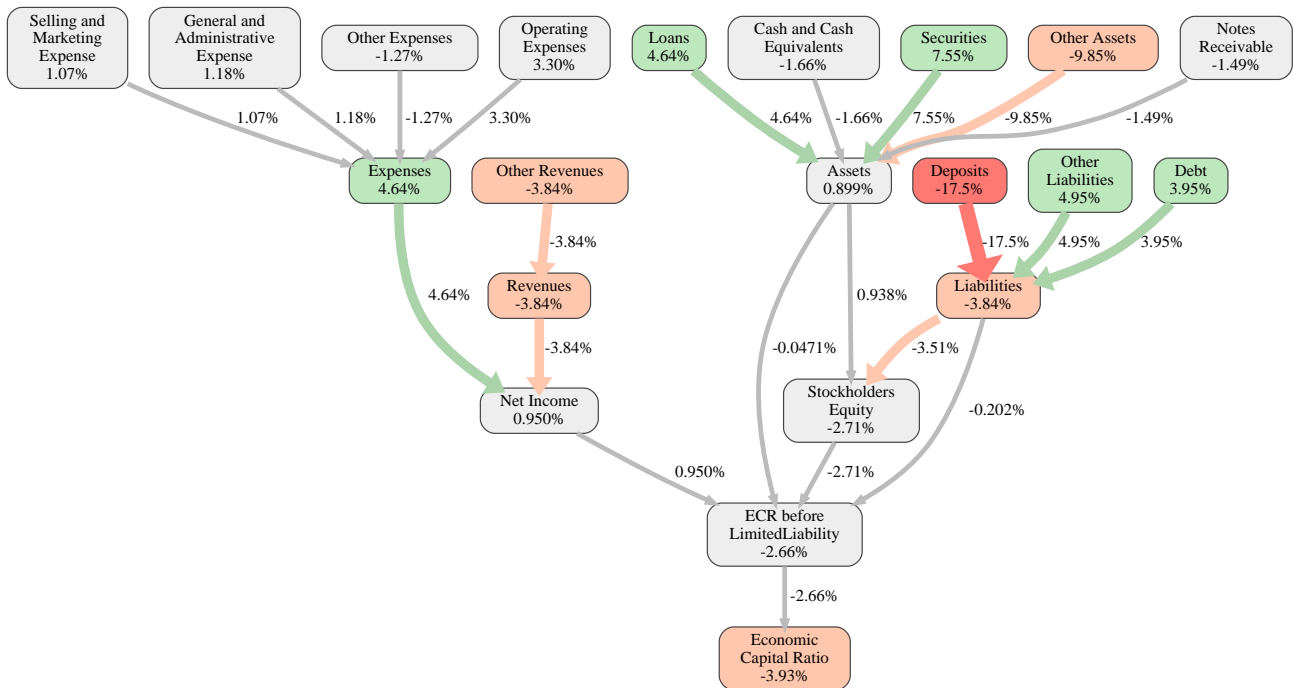 Selling and
Marketing
Expense
1.07%
General and
Administrative
Expense
1.18%
Other Expenses
-1.27%
Operating
Expenses
3.30%
Loans
4.64%
Cash and Cash
Equivalents
-1.66%
Securities
7.55%
Other Assets
-9.85%
Notes
Receivable
-1.49%
1.07%
1.18%
-1.27%
3.30%
4.64%
-1.66%
7.55%
-9.85%
-1.49%
Expenses
4.64%
Other Revenues
-3.84%
Assets
0.899%
Deposits
-17.5%
Other
Liabilities
4.95%
Debt
3.95%
-3.84%
-17.5%
4.95%
3.95%
4.64%
Revenues
-3.84%
0.938%
Liabilities
-3.84%
-3.84%
-0.0471%
-3.51%
Net Income
0.950%
Stockholders
Equity
-2.71%
-0.202%
0.950%
-2.71%
ECR before
LimitedLiability
-2.66%
-2.66%
Economic
Capital Ratio
-3.93%